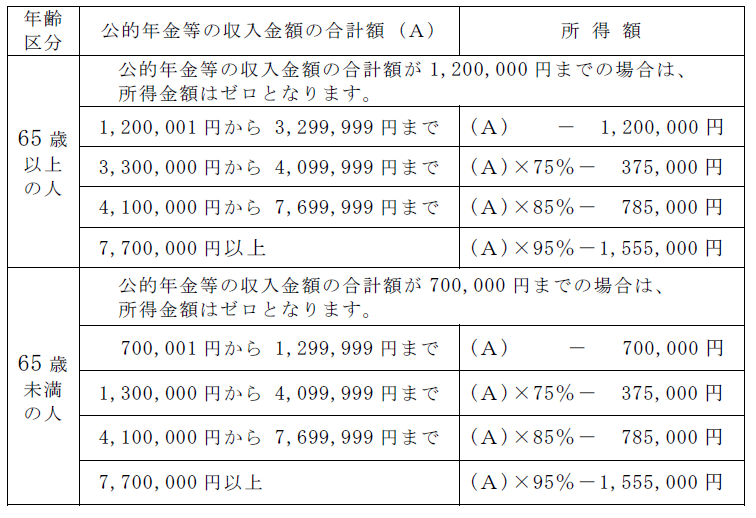 年齢
区分
公的年金等の収入金額の合計額（A）
所 得 額
65 歳
以上
の人
公的年金等の収入金額の合計額が 1,200,000 円までの場合は、
所得金額はゼロとなります。
1,200,001 円から 3,299,999 円まで
（A） － 1,200,000 円
3,300,000 円から 4,099,999 円まで
（A）×75%－ 375,000 円
4,100,000 円から 7,699,999 円まで
（A）×85%－ 785,000 円
7,700,000 円以上
（A）×95%－1,555,000 円
65 歳
未満
の人
公的年金等の収入金額の合計額が 700,000 円までの場合は、
所得金額はゼロとなります。
700,001 円から 1,299,999 円まで
（A） － 700,000 円
1,300,000 円から 4,099,999 円まで
（A）×75%－ 375,000 円
4,100,000 円から 7,699,999 円まで
（A）×85%－ 785,000 円
7,700,000 円以上
（A）×95%－1,555,000 円